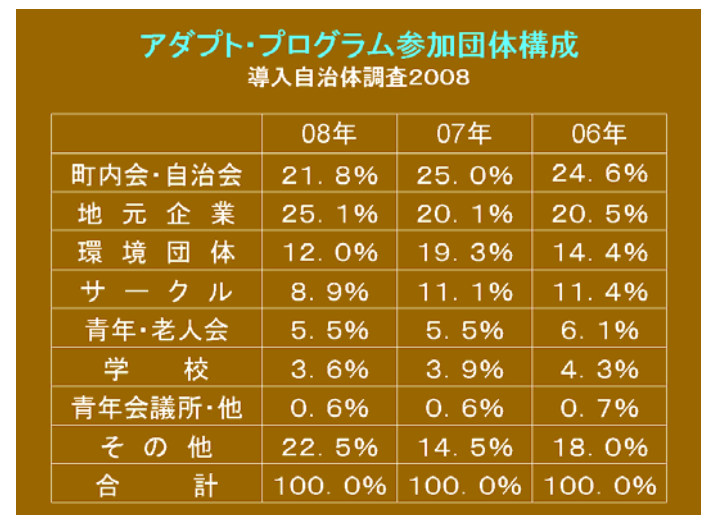 アダプト・プログラム参加団体構成
導入自治体調査2008
08年 07年 06年
町内会・自治会 21.8% 25.0% 24.6%
地元企業 25.1% 20.1% 20.5%
環境団体 12.0% 19.3% 14.4%
サークル 8.9% 11.1% 11.4%
青年・老人会 5.5% 5.5% 6.1%
学校 3.6% 3.9% 4.3%
青年会議所・他 0.6% 0.6% 0.7%
その他 22.5% 14.5% 18.0%
合計 100.0% 100.0% 100.0%